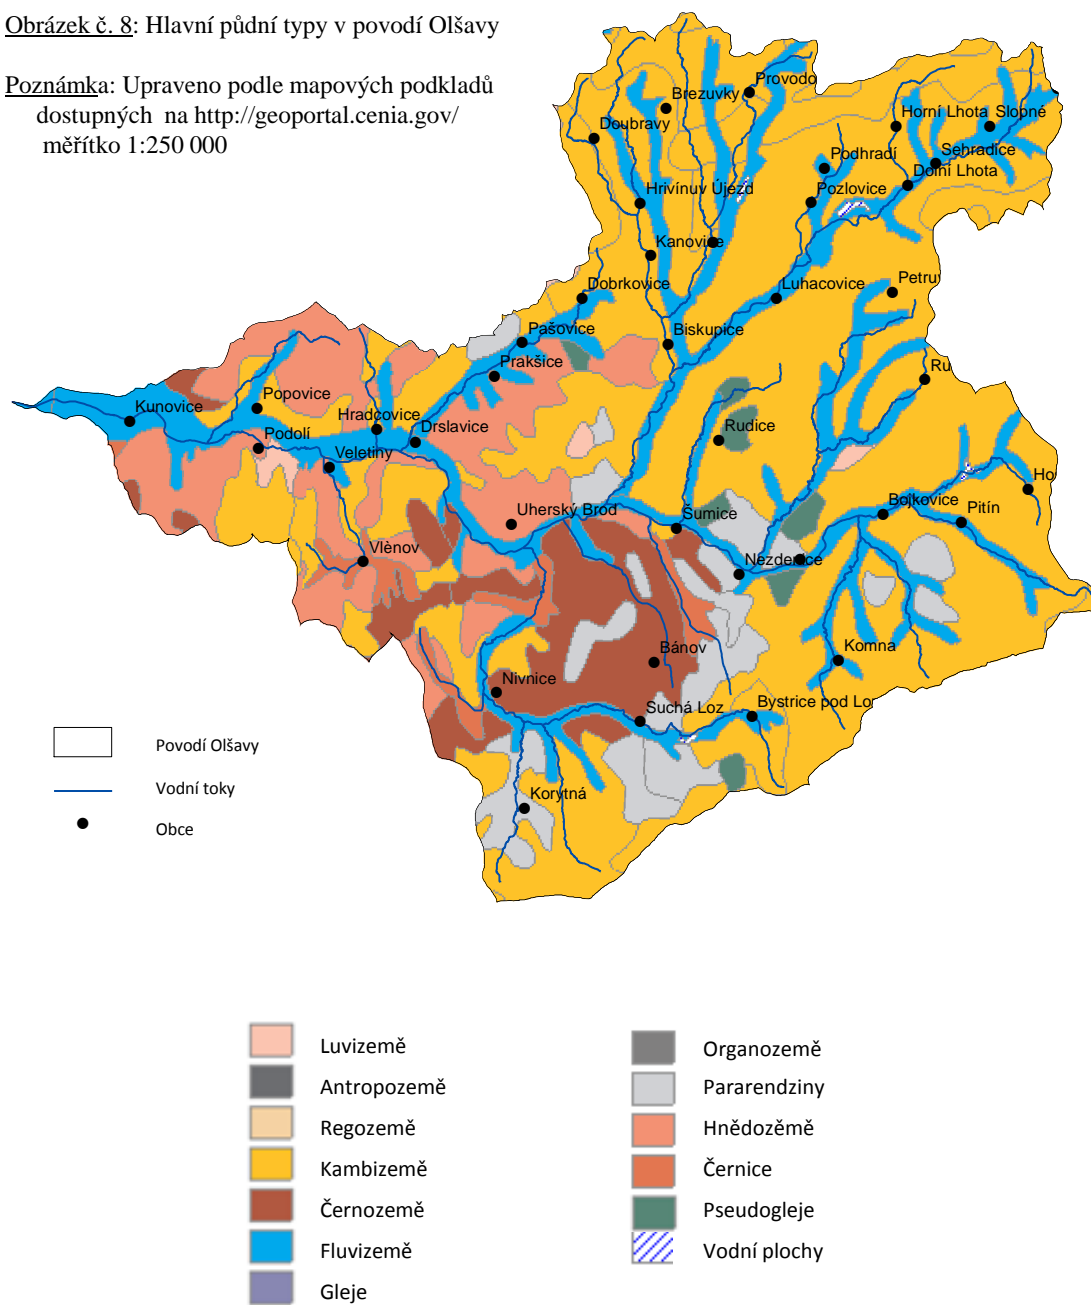 Obrázek č. 8: Hlavní půdní typy v povodí Olšavy
Poznámka: Upraveno podle mapových podkladů
dostupných na http://geoportal.cenia.gov/
měřítko 1:250 000
Provodo
Brezuvky
Doubravy
Horní Lhota
Slopné
Podhradí
Sehradice
Dolní Lhota
Hrivínuv Újezd
Pozlovice
Kanovice
Dobrkovice
Luhacovice
Petru
Pašovice
Biskupice
Prakšice
Ru
Kunovice
Popovice
Hradcovice
Drslavice
Podolí
Veletiny
Rudice
Ho
Uherský Brod
Šumice
Bojkovice
Pitín
Vlènov
Nezdenice
Bánov
Komna
Nivnice
Suchá Loz
Bystrice pod Lo
Korytná
Povodí Olšavy
Vodní toky
Obce
Luvizemě
Antropozemě
Regozemě
Kambizemě
Černozemě
Fluvizemě
Gleje
Organozemě
Pararendziny
Hnědozěmě
Černice
Pseudogleje
Vodní plochy